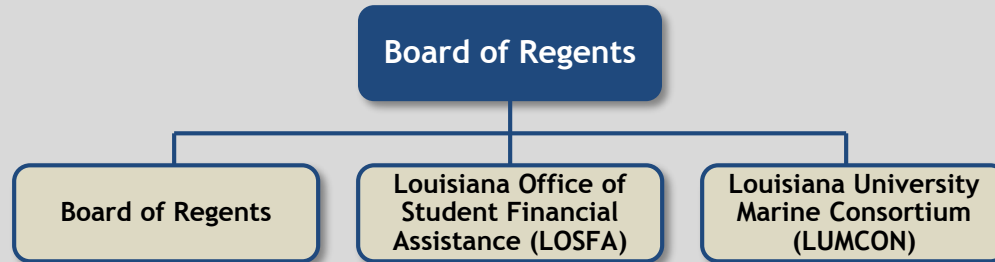 Board of Regents
Board of Regents
Louisiana Office of
Student Financial
Assistance (LOSFA)
Louisiana University
Marine Consortium
(LUMCON)